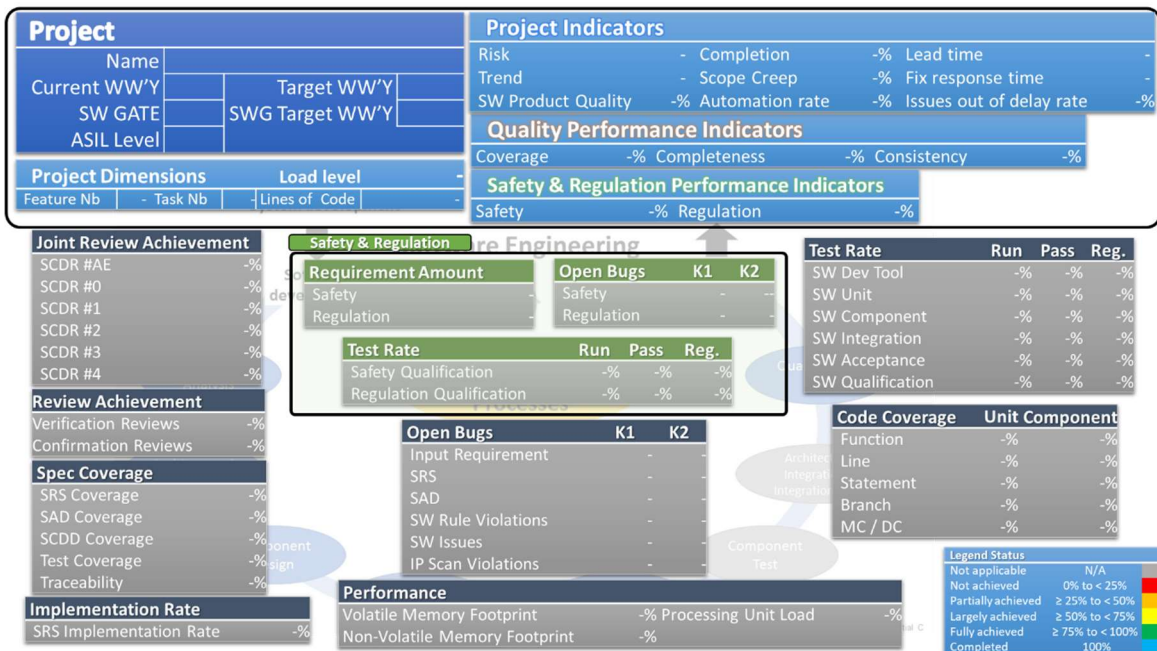 Project
Name
Current WW'Y
Target WW'Y
SW GATE
SWG Target WW'Y
ASIL Level
Project Dimensions Load level -
Feature Nb - Task Nb - Lines of Code -
Project Indicators
Risk - Completion -% Lead time -
Trend - Scope Creep -% Fix response time -
SW Product Quality -% Automation rate -% Issues out of delay rate -%
Quality Performance Indicators
Coverage -% Completeness -% Consistency -%
Safety & Regulation Performance Indicators
Safety -% Regulation -%
Joint Review Achievement
SCDR #AE -%
SCDR #0 -%
SCDR #1 -%
SCDR #2 -%
SCDR #3 -%
SCDR #4 -%
Review Achievement
Verification Reviews -%
Confirmation Reviews -%
Spec Coverage
SRS Coverage -%
SAD Coverage -%
SCDD Coverage -%
Test Coverage -%
Traceability -%
Implementation Rate
SRS Implementation Rate -%
Safety & Regulation
Engineering
Requirement Amount
Safety -
Regulation -
Open Bugs K1 K2
Safety - --
Regulation - -
Test Rate Run Pass Reg.
Safety Qualification -% -% -%
Regulation Qualification -% -% -%
Processes
Open Bugs K1 K2
Input Requirement - -
SRS - -
SAD - -
SW Rule Violations - -
SW Issues - -
IP Scan Violations - -
Performance
Volatile Memory Footprint -% Processing Unit Load -%
Non-Volatile Memory Footprint -%
Test Rate Run Pass Reg.
SW Dev Tool -% -% -%
SW Unit -% -% -%
SW Component -% -% -%
SW Integration -% -% -%
SW Acceptance -% -% -%
SW Qualification -% -% -%
Code Coverage Unit Component
Function -% -%
Line -% -%
Statement -% -%
Branch -% -%
MC / DC -% -%
Component
Test
Legend Status
Not applicable N/A
Not achieved 0% to < 25%
Partially achieved ≥ 25% to < 50%
Largely achieved ≥ 50% to < 75%
Fully achieved ≥ 75% to < 100%
Completed 100%